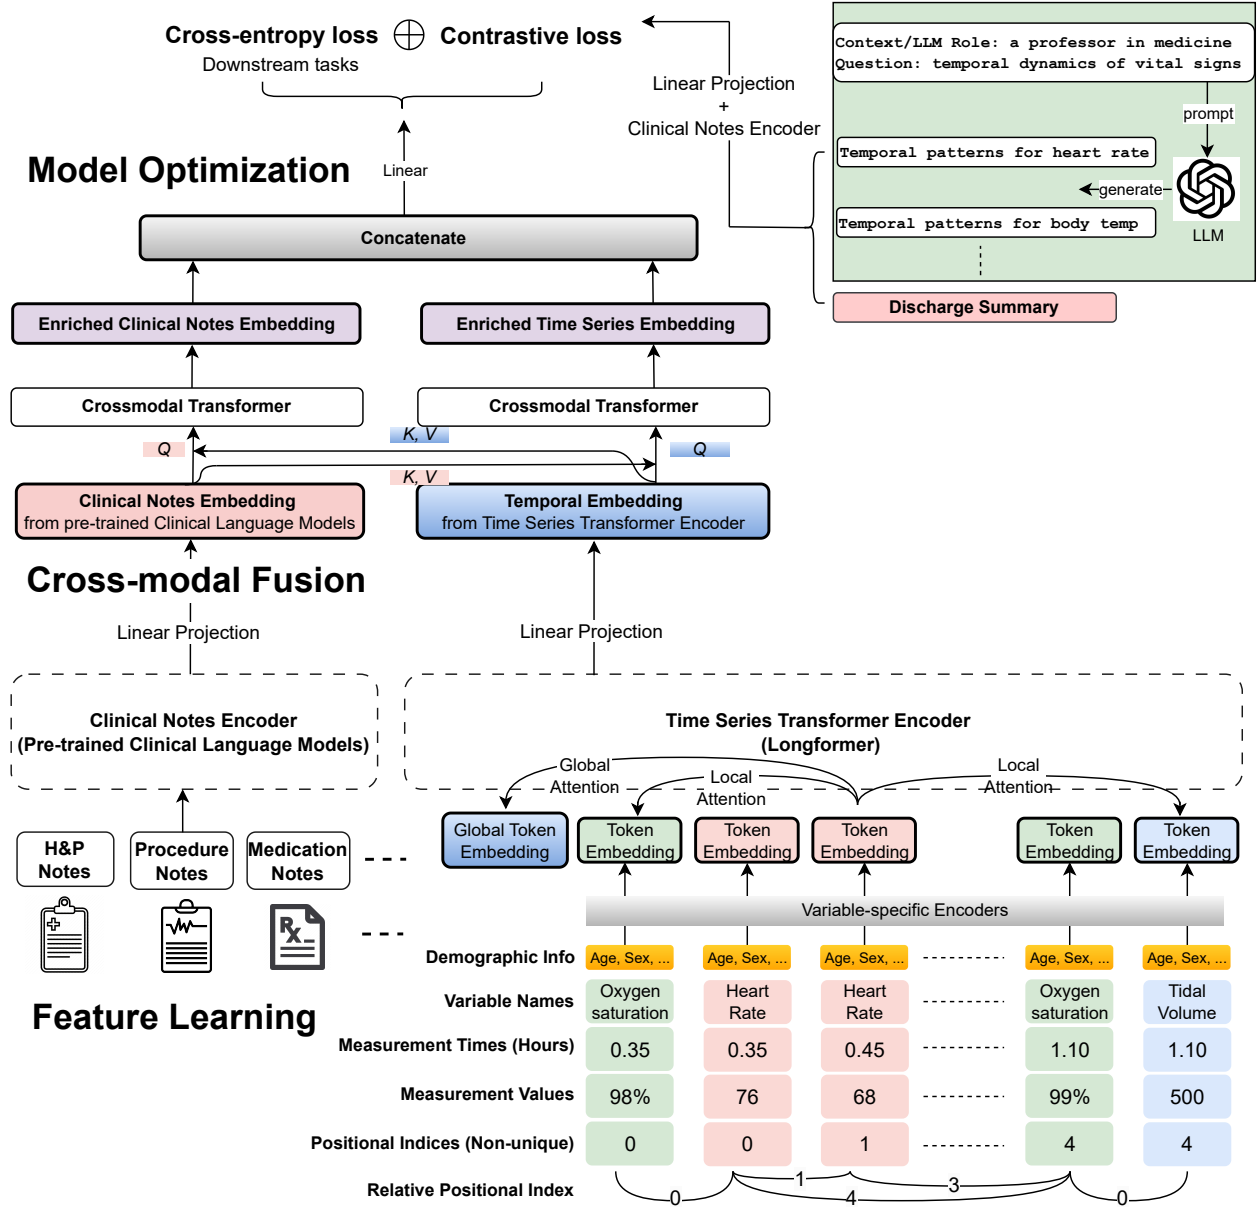 Cross-entropy loss
Contrastive loss
Downstream tasks
Linear Projection
+
Clinical Notes Encoder
Context/LLM Role: a professor in medicine
Question: temporal dynamics of vital signs
prompt
Temporal patterns for heart rate
generate
Temporal patterns for body temp
LLM
Discharge Summary
Model Optimization
Linear
Concatenate
Enriched Clinical Notes Embedding
Enriched Time Series Embedding
Crossmodal Transformer
Crossmodal Transformer
Q
K, V
Q
K, V
Clinical Notes Embedding
from pre-trained Clinical Language Models
Temporal Embedding
from Time Series Transformer Encoder
Cross-modal Fusion
Linear Projection
Linear Projection
Clinical Notes Encoder
(Pre-trained Clinical Language Models)
Time Series Transformer Encoder
(Longformer)
Global
Attention
Local
Attention
Local
Attention
H&P
Notes
Procedure
Notes
Medication
Notes
Rx
Global Token
Embedding
Token
Embedding
Token
Embedding
Token
Embedding
Token
Embedding
Token
Embedding
Variable-specific Encoders
Demographic Info
Age, Sex, ...
Age, Sex, ...
Age, Sex, ...
Age, Sex, ...
Age, Sex, ...
Feature Learning
Variable Names
Oxygen
saturation
Heart
Rate
Heart
Rate
Oxygen
saturation
Tidal
Volume
Measurement Times (Hours)
0.35
0.35
0.45
1.10
1.10
Measurement Values
98%
76
68
99%
500
Positional Indices (Non-unique)
0
0
1
4
4
Relative Positional Index
0
1
4
3
0